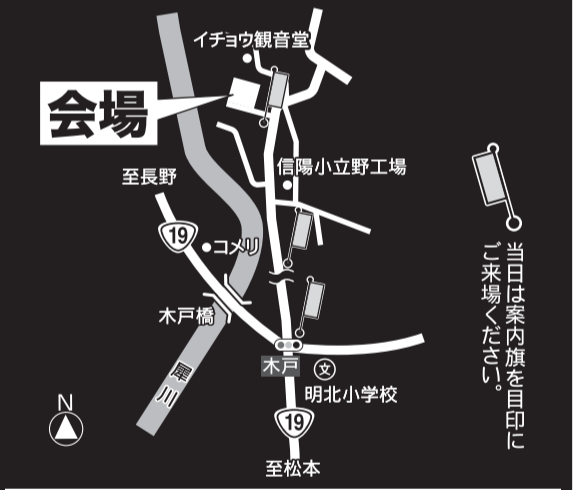 イチョウ観音堂
会場
信陽小立野工場
至長野
19
コメリ
木戸橋
木戸
文
明北小学校
犀川
19
至松本
N
当日は案内旗を目印に
ご来場ください。